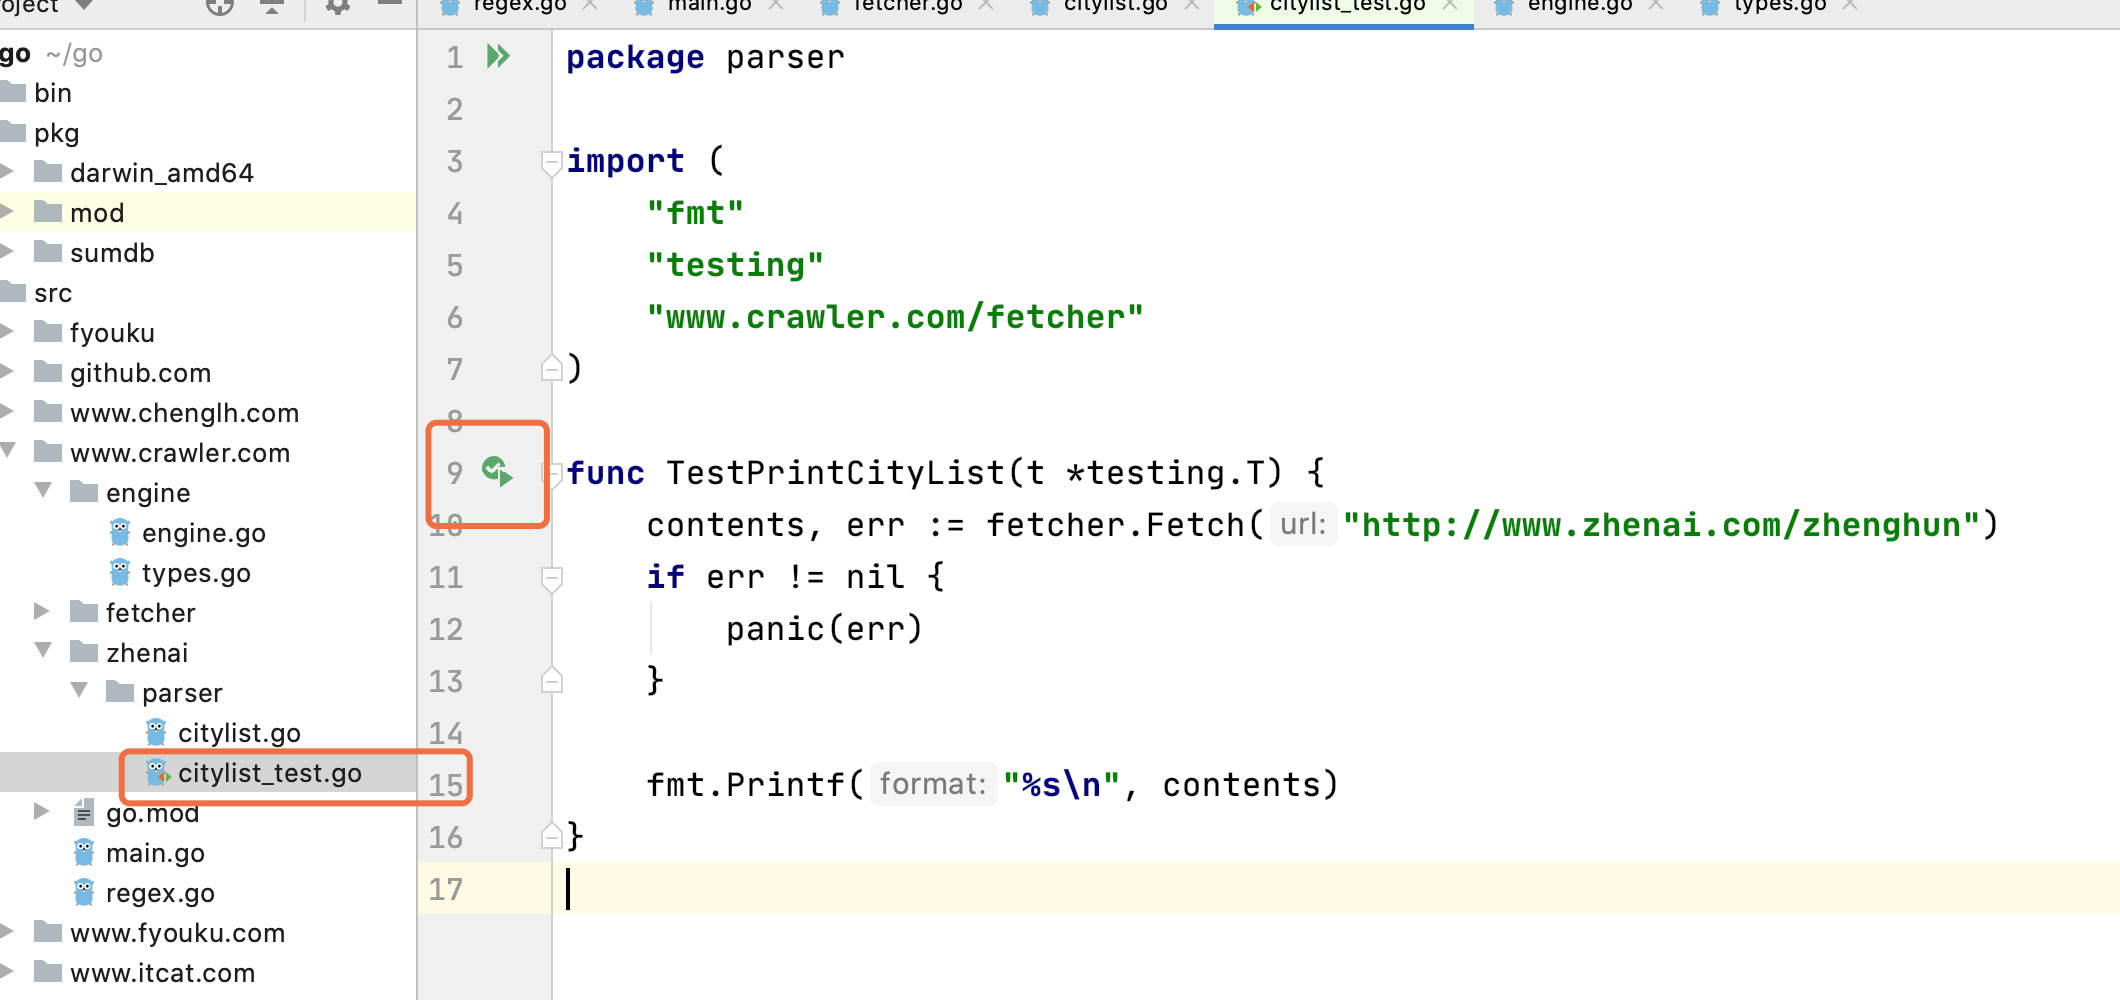 oject
regex.go
main.go
fetcher.go
citylist.go
citylist_test.go
engine.go
types.go
go ~/go
bin
pkg
darwin_amd64
mod
sumdb
src
fyouku
github.com
www.chenglh.com
www.crawler.com
engine
engine.go
types.go
fetcher
zhenai
parser
citylist.go
citylist_test.go
go.mod
main.go
regex.go
www.fyouku.com
www.itcat.com
1 package parser
2
3 import (
4 "fmt"
5 "testing"
6 "www.crawler.com/fetcher"
7 )
8
9 func TestPrintCityList(t *testing.T) {
10 contents, err := fetcher.Fetch( url: "http://www.zhenai.com/zhenghun")
11 if err != nil {
12 panic(err)
13 }
14
15 fmt.Printf( format: "%s\n", contents)
16 }
17